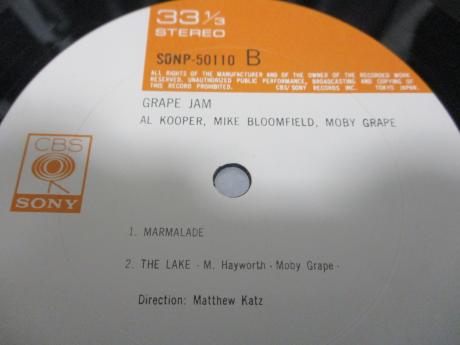 33 1/3
STEREO
SONP-50110 B
ALL RIGHTS OF THE MANUFACTURER AND OF THE OWNER OF THE RECORDED WORK
RESERVED. UNAUTHORIZED PUBLIC PERFORMANCE, BROADCASTING AND COPYING OF
THIS RECORD PROHIBITED. CBS/SONY RECORDS INC. TOKYO JAPAN.
GRAPE JAM
AL KOOPER, MIKE BLOOMFIELD, MOBY GRAPE
CBS
SONY
1. MARMALADE
2. THE LAKE - M. Hayworth - Moby Grape -
Direction: Matthew Katz